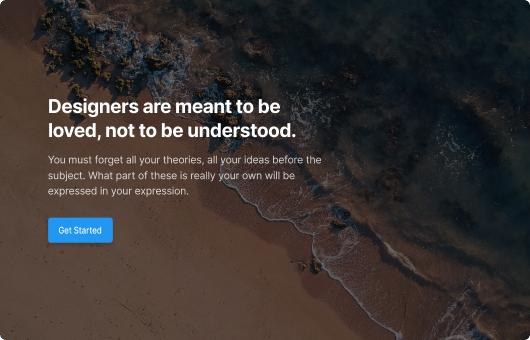 Designers are meant to be
loved, not to be understood.
You must forget all your theories, all your ideas before the
subject. What part of these is really your own will be
expressed in your expression.
Get Started